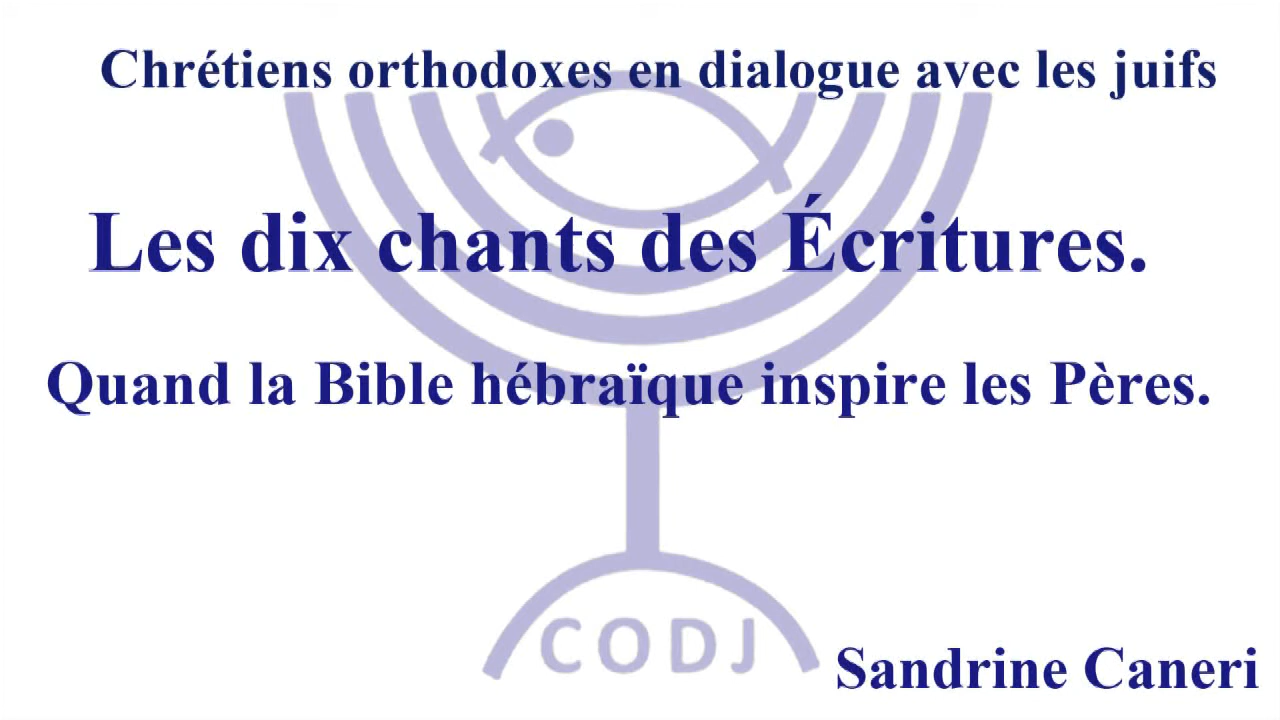 Chrétiens orthodoxes en dialogue avec les juifs
Les dix chants des Écritures.
Quand la Bible hébraïque inspire les Pères.
CODJ
Sandrine Caneri